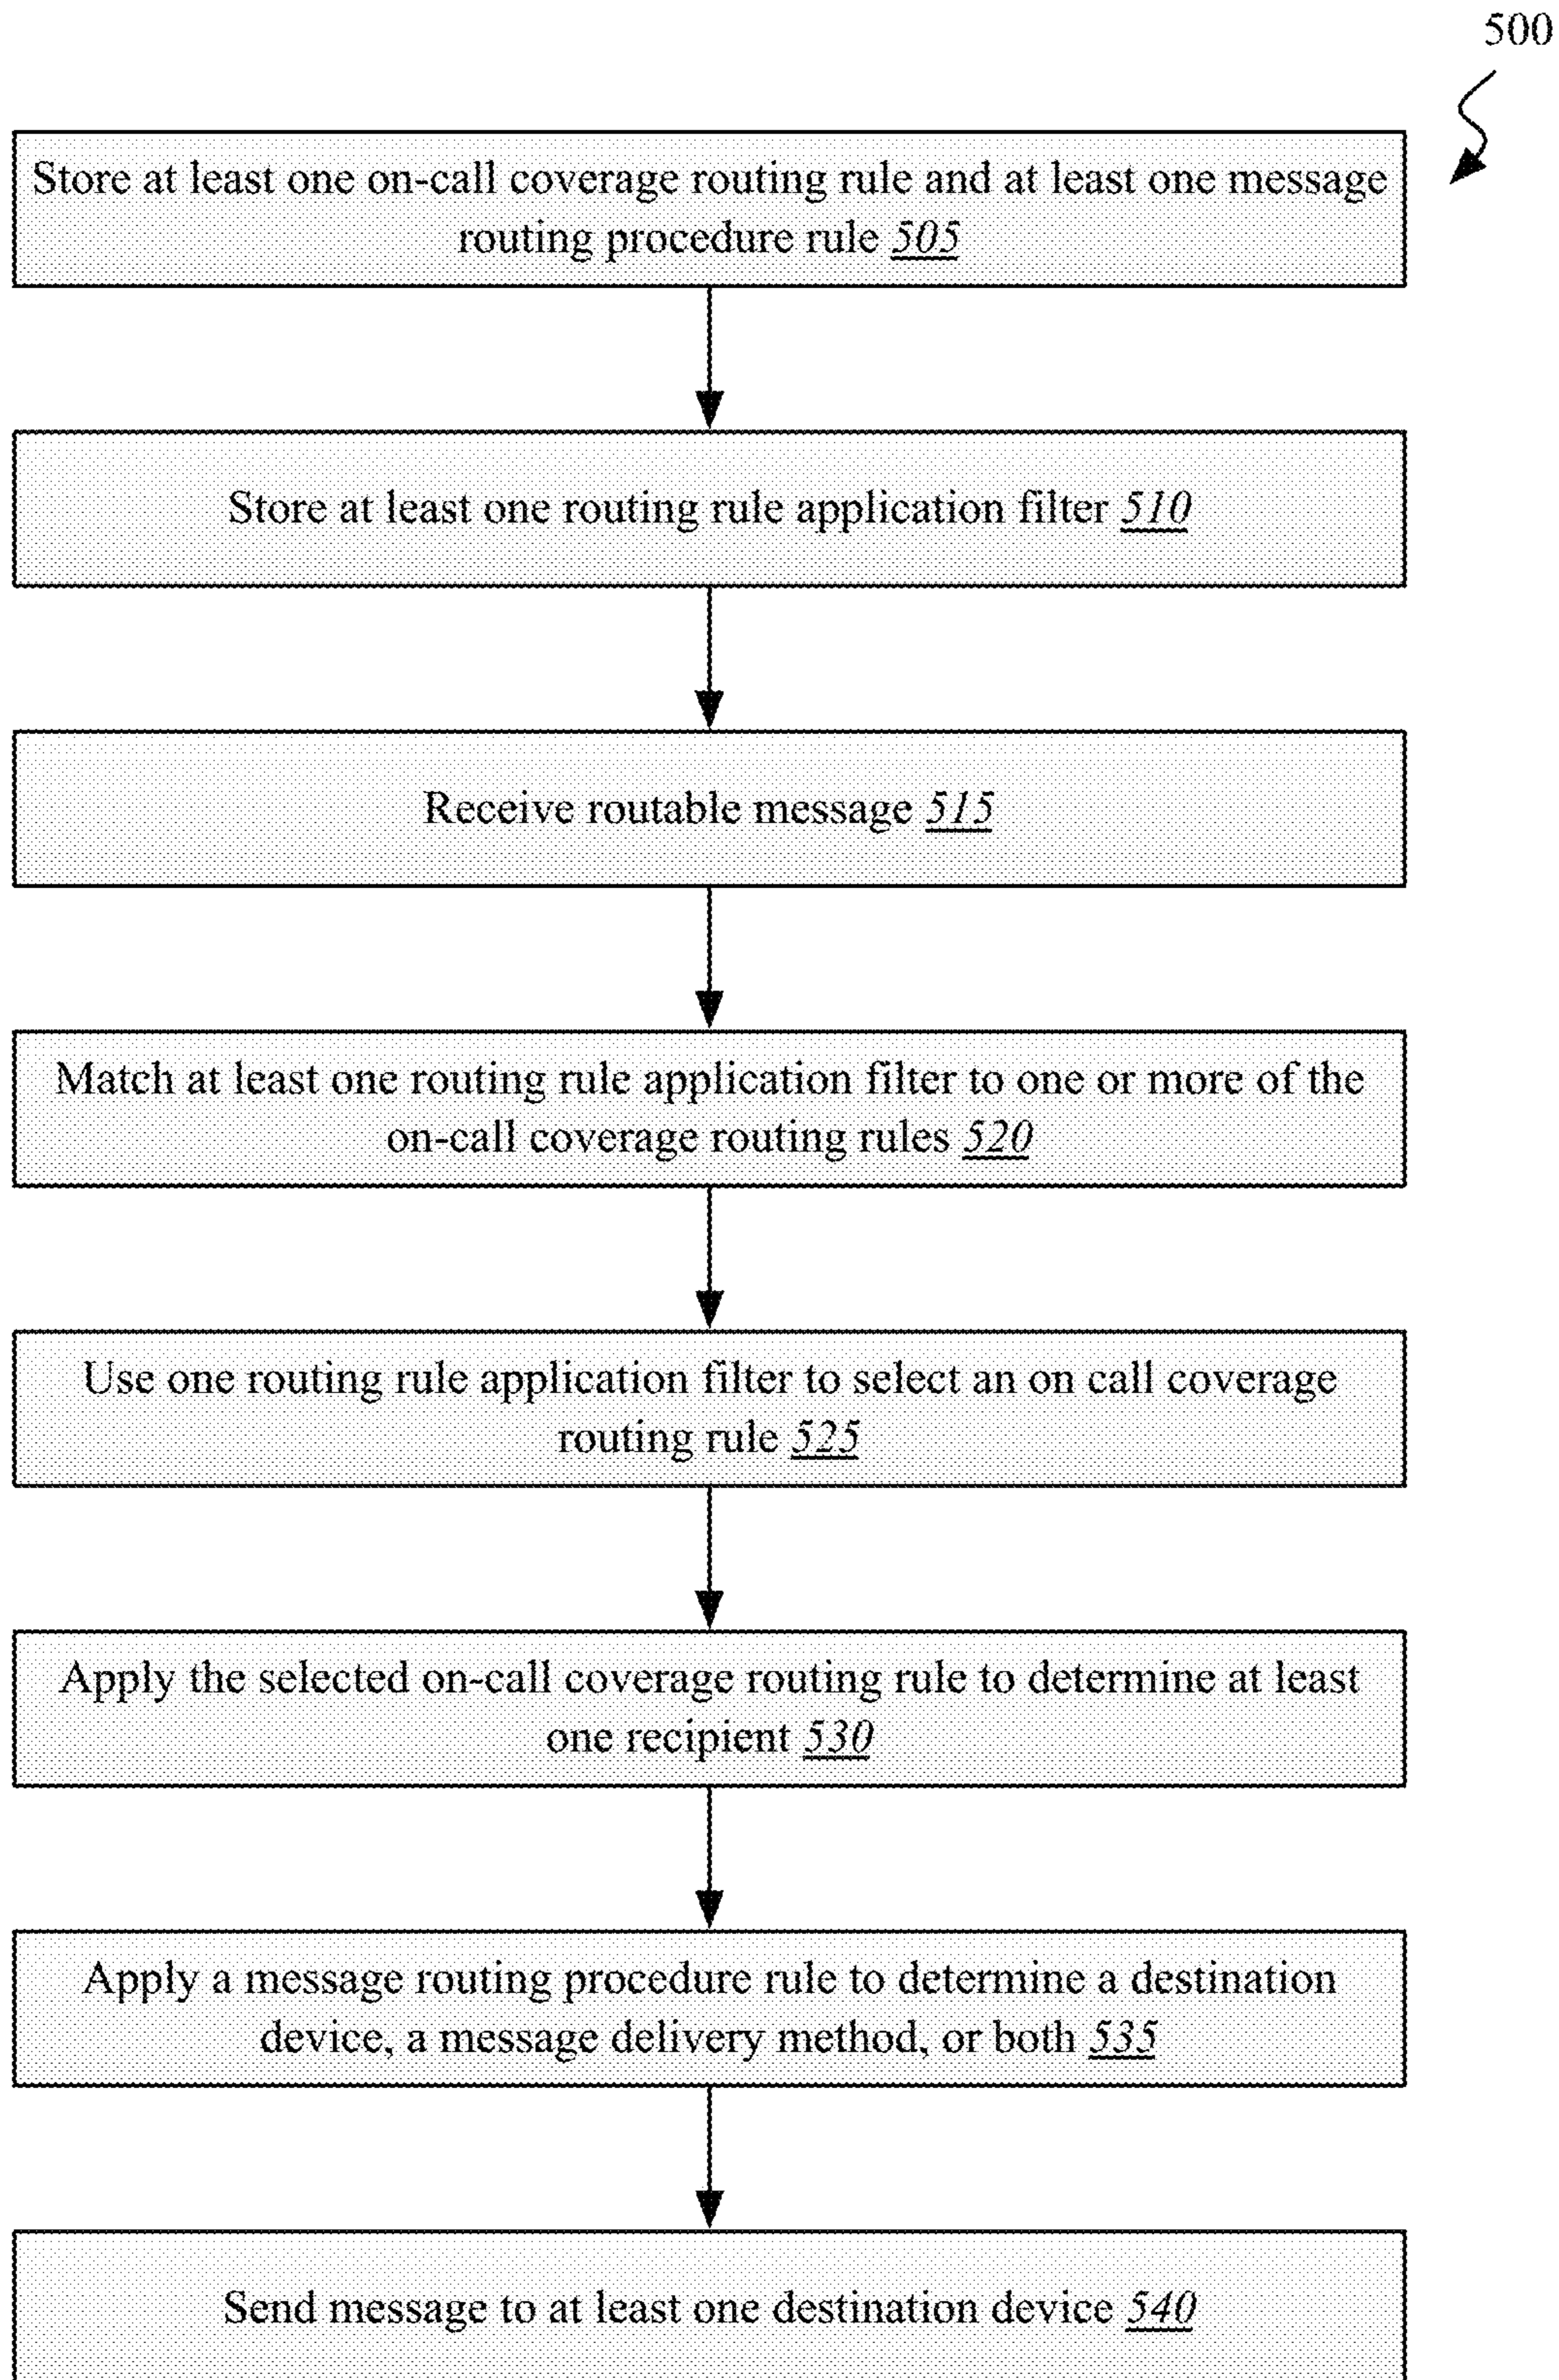 500
Store at least one on-call coverage routing rule and at least one message
routing procedure rule 505
Store at least one routing rule application filter 510
Receive routable message 515
Match at least one routing rule application filter to one or more of the
on-call coverage routing rules 520
Use one routing rule application filter to select an on call coverage
routing rule 525
Apply the selected on-call coverage routing rule to determine at least
one recipient 530
Apply a message routing procedure rule to determine a destination
device, a message delivery method, or both 535
Send message to at least one destination device 540